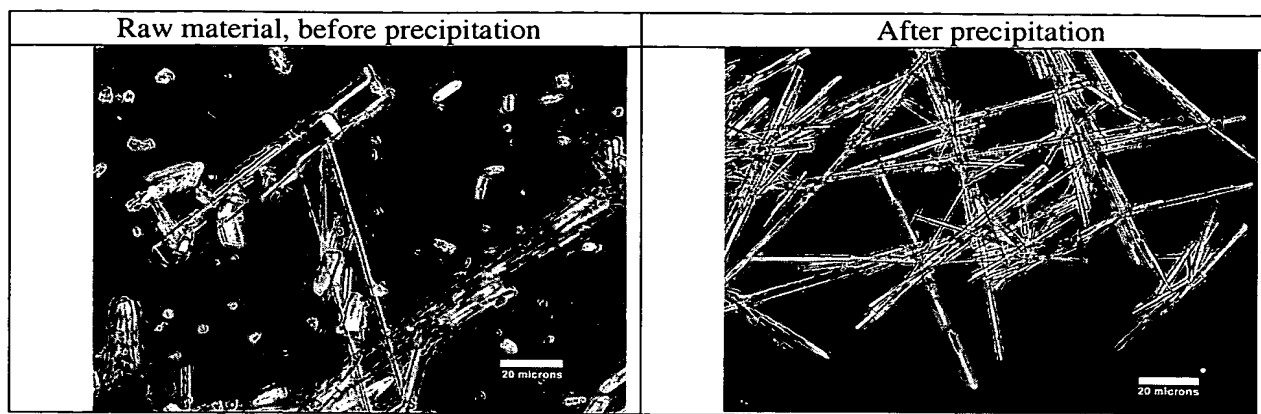 Raw material, before precipitation
After precipitation
20 microns
20 microns